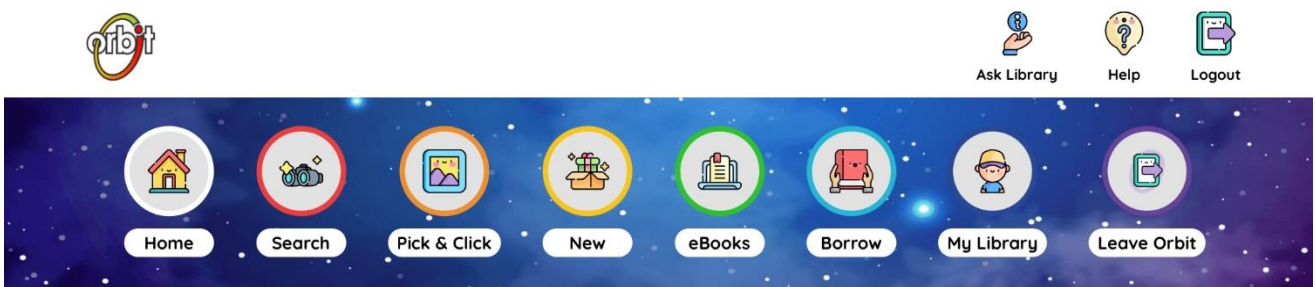 orbit
Ask Library Help Logout
Home Search Pick & Click New eBooks Borrow My Library Leave Orbit